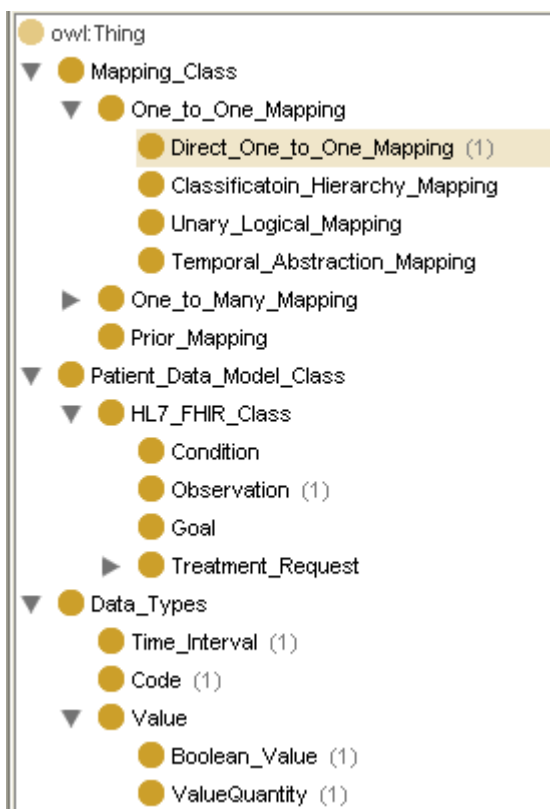 owl:Thing
Mapping_Class
One_to_One_Mapping
Direct_One_to_One_Mapping (1)
Classificatoin_Hierarchy_Mapping
Unary_Logical_Mapping
Temporal_Abstraction_Mapping
One_to_Many_Mapping
Prior_Mapping
Patient_Data_Model_Class
HL7_FHIR_Class
Condition
Observation (1)
Goal
Treatment_Request
Data_Types
Time_Interval (1)
Code (1)
Value
Boolean_Value (1)
ValueQuantity (1)